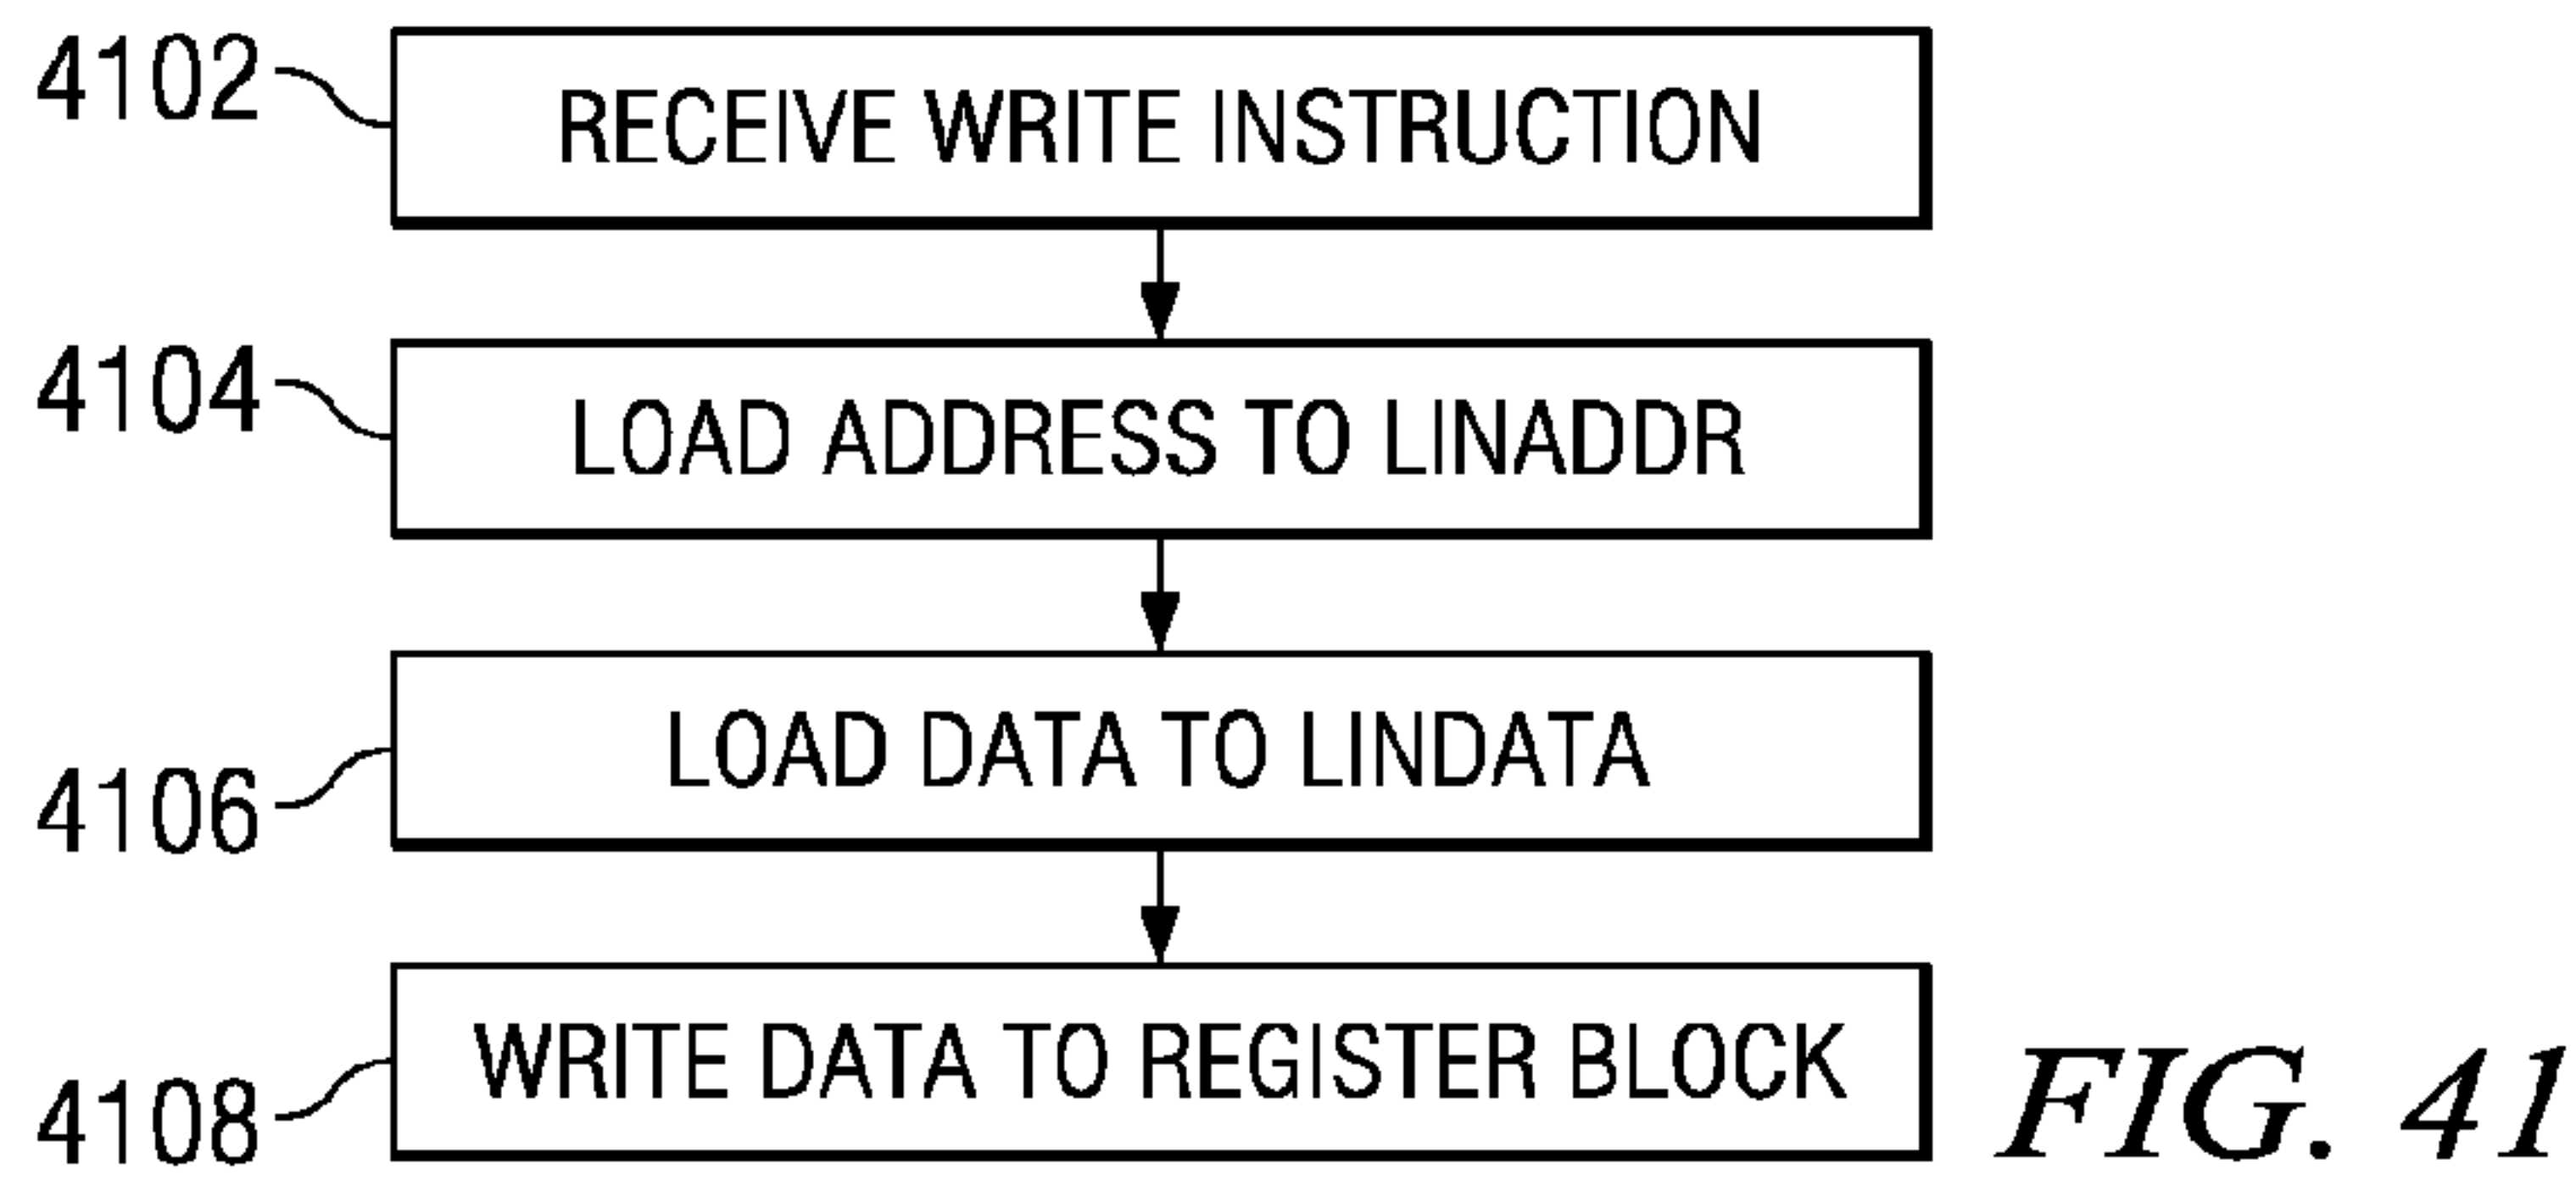 4102 RECEIVE WRITE INSTRUCTION
4104 LOAD ADDRESS TO LINADDR
4106 LOAD DATA TO LINDATA
4108 WRITE DATA TO REGISTER BLOCK
FIG. 41